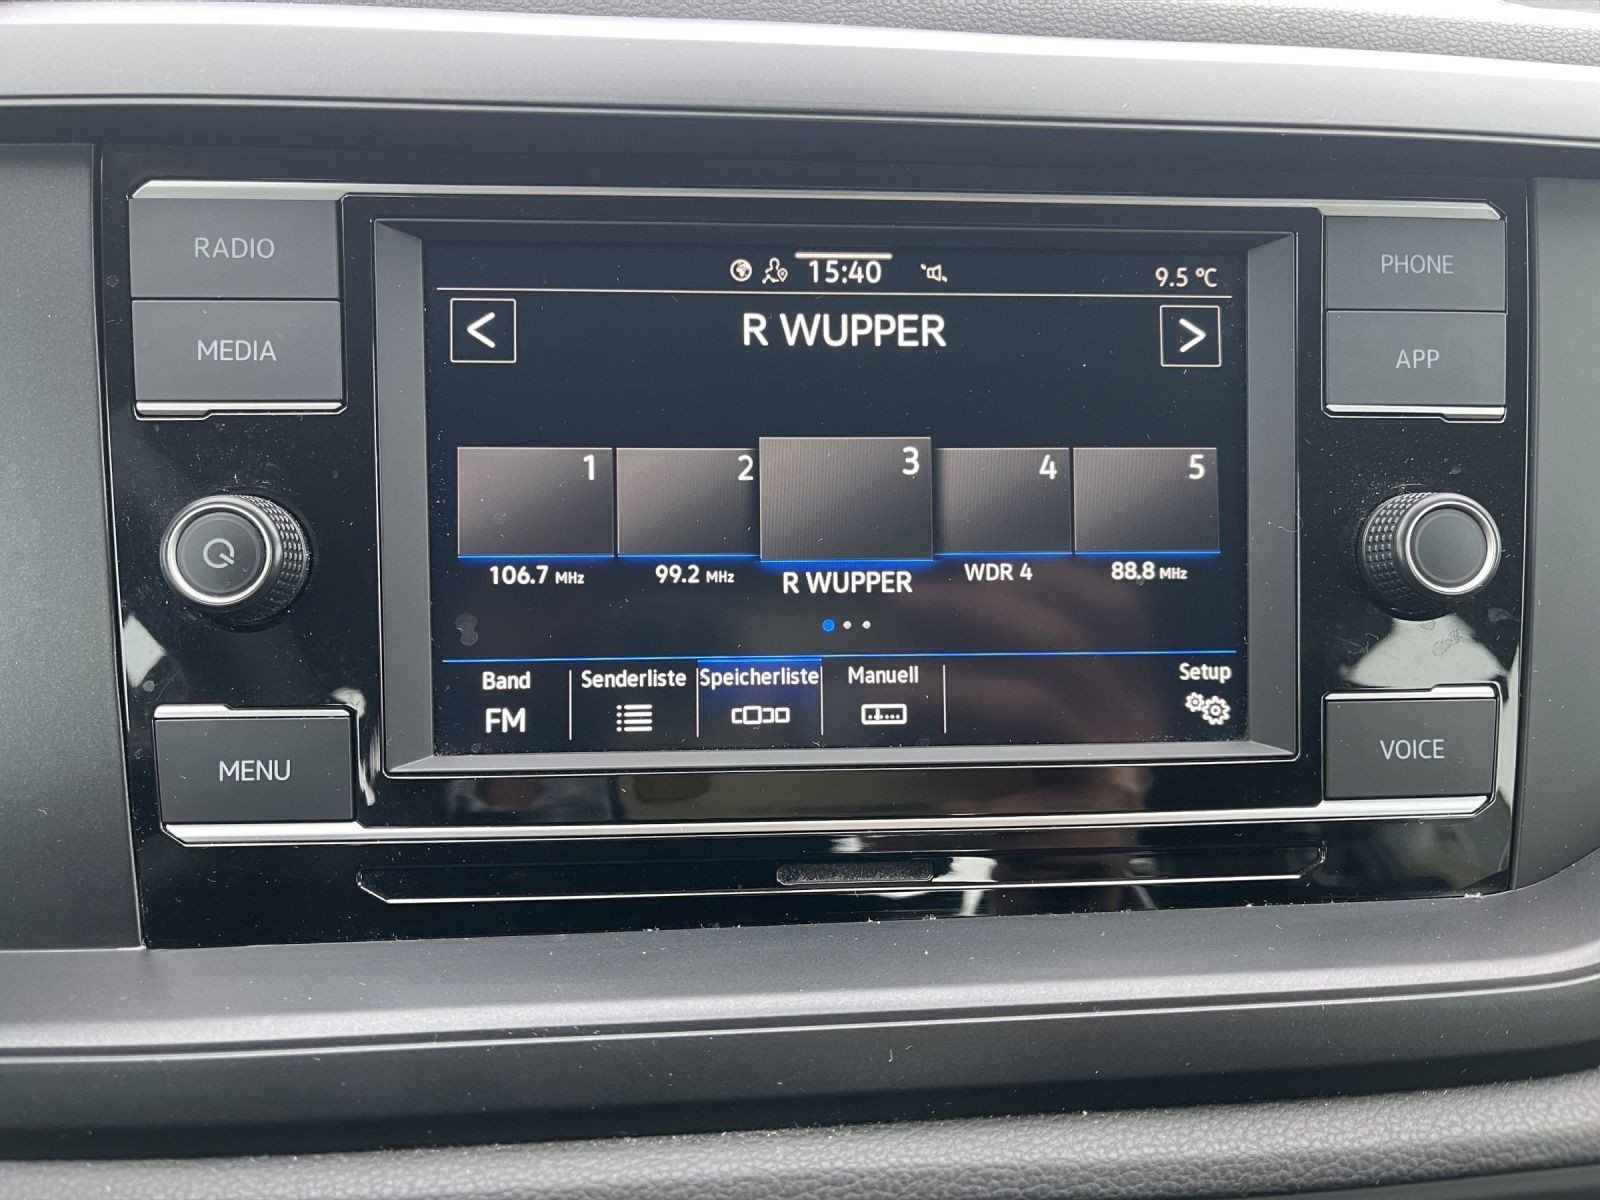 RADIO
MEDIA
MENU
PHONE
APP
VOICE
15:40
9.5 °C
<
R WUPPER
>
1
2
3
4
5
106.7 MHz
99.2 MHz
R WUPPER
WDR 4
88.8 MHz
Band
FM
Senderliste
Speicherliste
Manuell
Setup